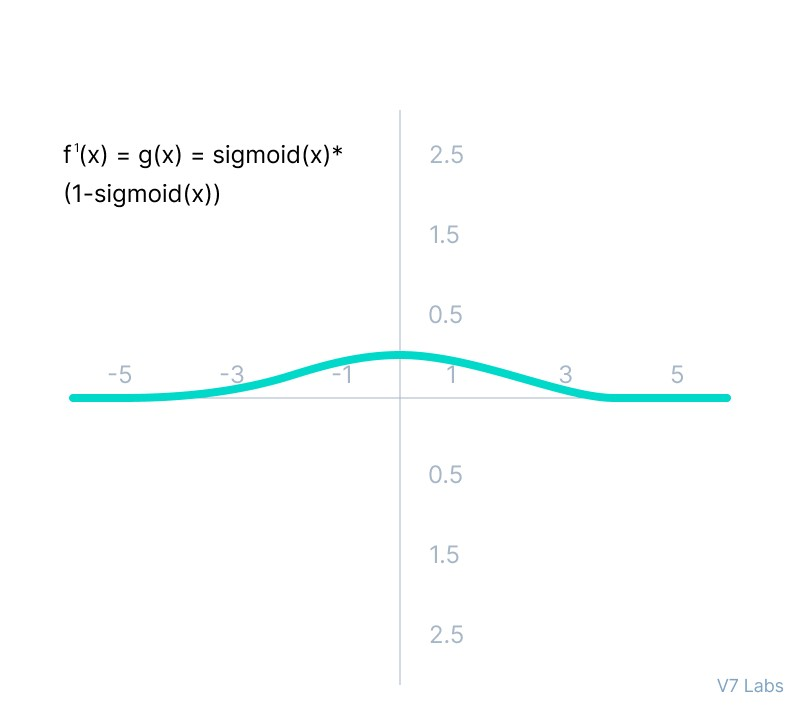 f¹(x) = g(x) = sigmoid(x)*
(1-sigmoid(x))
2.5
1.5
0.5
-5 -3 -1 1 3 5
0.5
1.5
2.5
V7 Labs